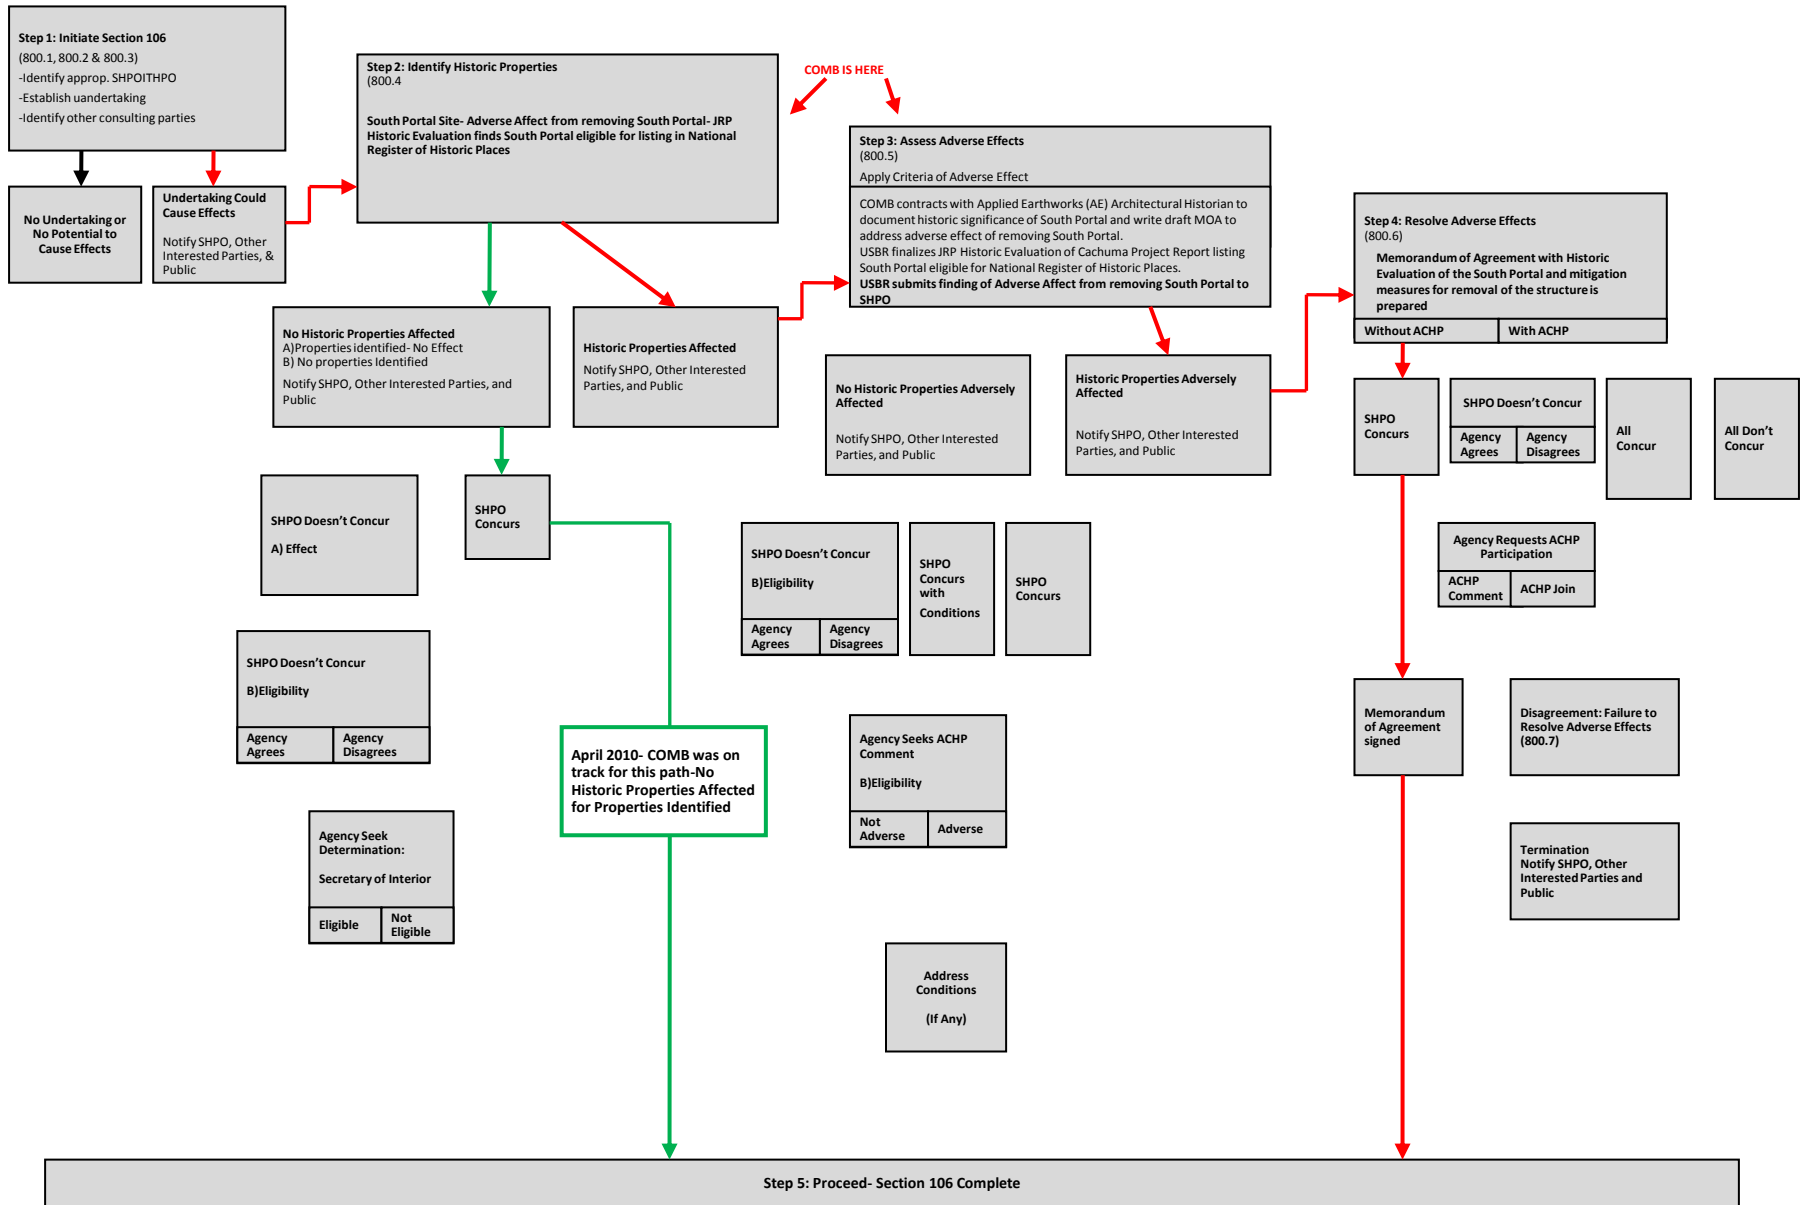 Step 1: Initiate Section 106
(800.1, 800.2 & 800.3)
-Identify approp. SHPOITHPO
-Establish uandertaking
-Identify other consulting parties
No Undertaking or
No Potential to
Cause Effects
Undertaking Could
Cause Effects
Notify SHPO, Other
Interested Parties, &
Public
Step 2: Identify Historic Properties
(800.4
South Portal Site- Adverse Affect from removing South Portal- JRP
Historic Evaluation finds South Portal eligible for listing in National
Register of Historic Places
COMB IS HERE
No Historic Properties Affected
A)Properties identified- No Effect
B) No properties Identified
Notify SHPO, Other Interested Parties, and
Public
Historic Properties Affected
Notify SHPO, Other Interested
Parties, and Public
SHPO Doesn't Concur
A) Effect
SHPO
Concurs
SHPO Doesn't Concur
B)Eligibility
Agency
Agrees
Agency
Disagrees
Agency Seek
Determination:
Secretary of Interior
Eligible
Not
Eligible
April 2010- COMB was on
track for this path-No
Historic Properties Affected
for Properties Identified
Step 3: Assess Adverse Effects
(800.5)
Apply Criteria of Adverse Effect
COMB contracts with Applied Earthworks (AE) Architectural Historian to
document historic significance of South Portal and write draft MOA to
address adverse effect of removing South Portal.
USBR finalizes JRP Historic Evaluation of Cachuma Project Report listing
South Portal eligible for National Register of Historic Places.
USBR submits finding of Adverse Affect from removing South Portal to
SHPO
No Historic Properties Adversely
Affected
Notify SHPO, Other Interested
Parties, and Public
Historic Properties Adversely
Affected
Notify SHPO, Other Interested
Parties, and Public
SHPO Doesn't Concur
B)Eligibility
Agency
Agrees
Agency
Disagrees
SHPO
Concurs
with
Conditions
SHPO
Concurs
Agency Seeks ACHP
Comment
B)Eligibility
Not
Adverse
Adverse
Address
Conditions
(If Any)
Step 4: Resolve Adverse Effects
(800.6)
Memorandum of Agreement with Historic
Evaluation of the South Portal and mitigation
measures for removal of the structure is
prepared
Without ACHP
With ACHP
SHPO
Concurs
SHPO Doesn't Concur
Agency
Agrees
Agency
Disagrees
All
Concur
All Don't
Concur
Agency Requests ACHP
Participation
ACHP
Comment
ACHP Join
Memorandum
of Agreement
signed
Disagreement: Failure to
Resolve Adverse Effects
(800.7)
Termination
Notify SHPO, Other
Interested Parties and
Public
Step 5: Proceed- Section 106 Complete